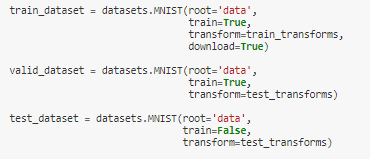 train_dataset = datasets.MNIST(root='data',
train=True,
transform=train_transforms,
download=True)
valid_dataset = datasets.MNIST(root='data',
train=True,
transform=test_transforms)
test_dataset = datasets.MNIST(root='data',
train=False,
transform=test_transforms)